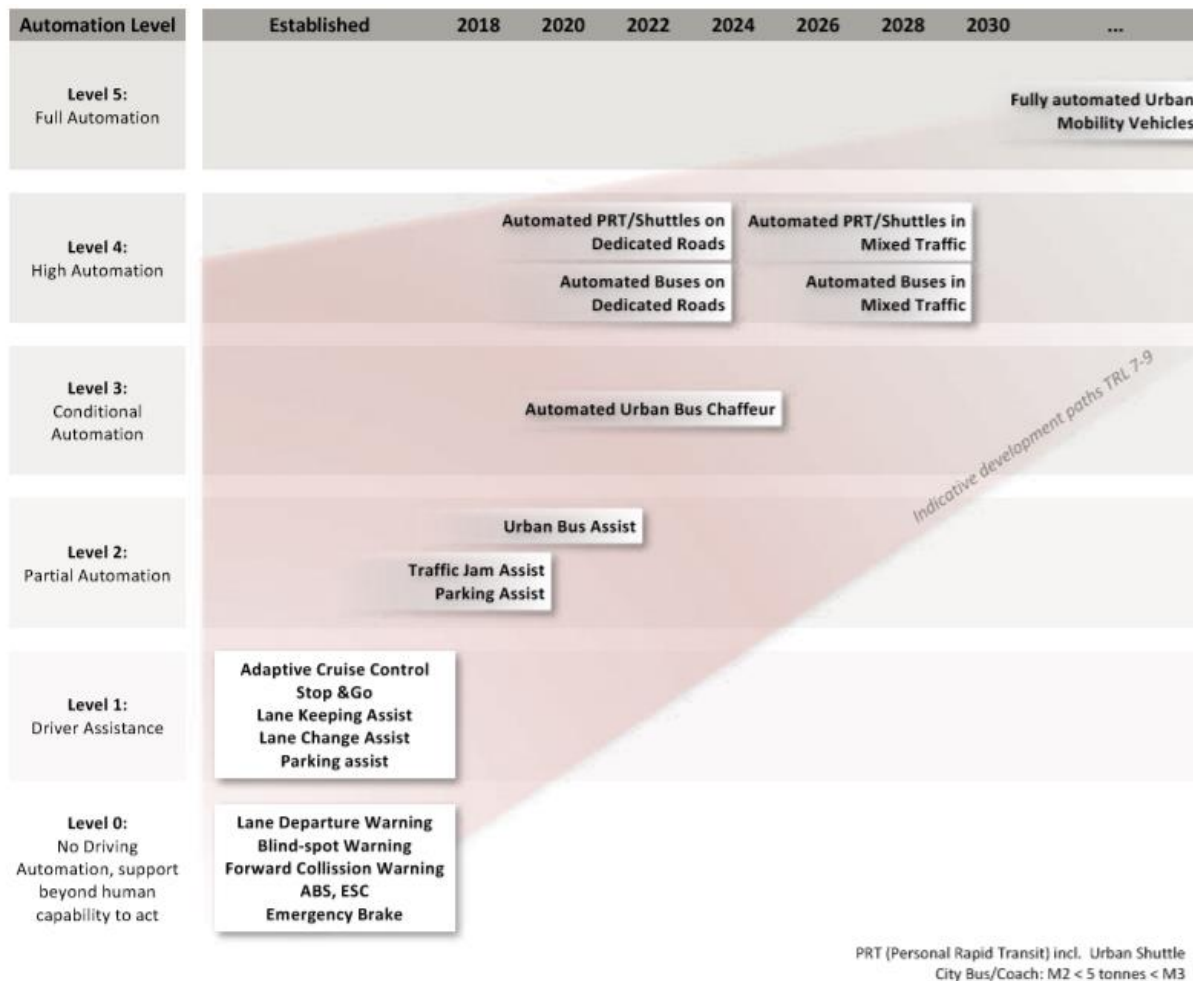 Automation Level Established 2018 2020 2022 2024 2026 2028 2030 ...
Level 5:
Full Automation
Fully automated Urban
Mobility Vehicles
Level 4:
High Automation
Automated PRT/Shuttles on
Dedicated Roads
Automated PRT/Shuttles in
Mixed Traffic
Automated Buses on
Dedicated Roads
Automated Buses in
Mixed Traffic
Level 3:
Conditional
Automation
Automated Urban Bus Chaffeur
Indicative development paths TRL 7-9
Level 2:
Partial Automation
Urban Bus Assist
Traffic Jam Assist
Parking Assist
Level 1:
Driver Assistance
Adaptive Cruise Control
Stop &Go
Lane Keeping Assist
Lane Change Assist
Parking assist
Level 0:
No Driving
Automation, support
beyond human
capability to act
Lane Departure Warning
Blind-spot Warning
Forward Collission Warning
ABS, ESC
Emergency Brake
PRT (Personal Rapid Transit) incl. Urban Shuttle
City Bus/Coach: M2 < 5 tonnes < M3